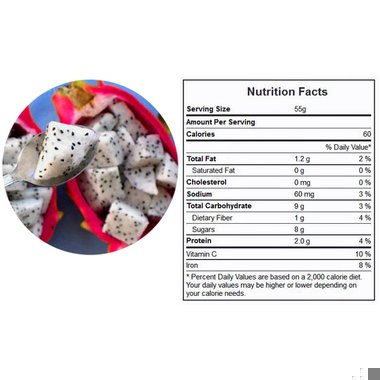 Nutrition Facts
Serving Size 55g
Amount Per Serving
Calories 60
% Daily Value*
Total Fat 1.2 g 2 %
Saturated Fat 0 g 0 %
Cholesterol 0 mg 0 %
Sodium 60 mg 3 %
Total Carbohydrate 9 g 3 %
Dietary Fiber 1 g 4 %
Sugars 8 g
Protein 2.0 g 4 %
Vitamin C 10 %
Iron 8 %
* Percent Daily Values are based on a 2,000 calorie diet.
Your daily values may be higher or lower depending on
your calorie needs.